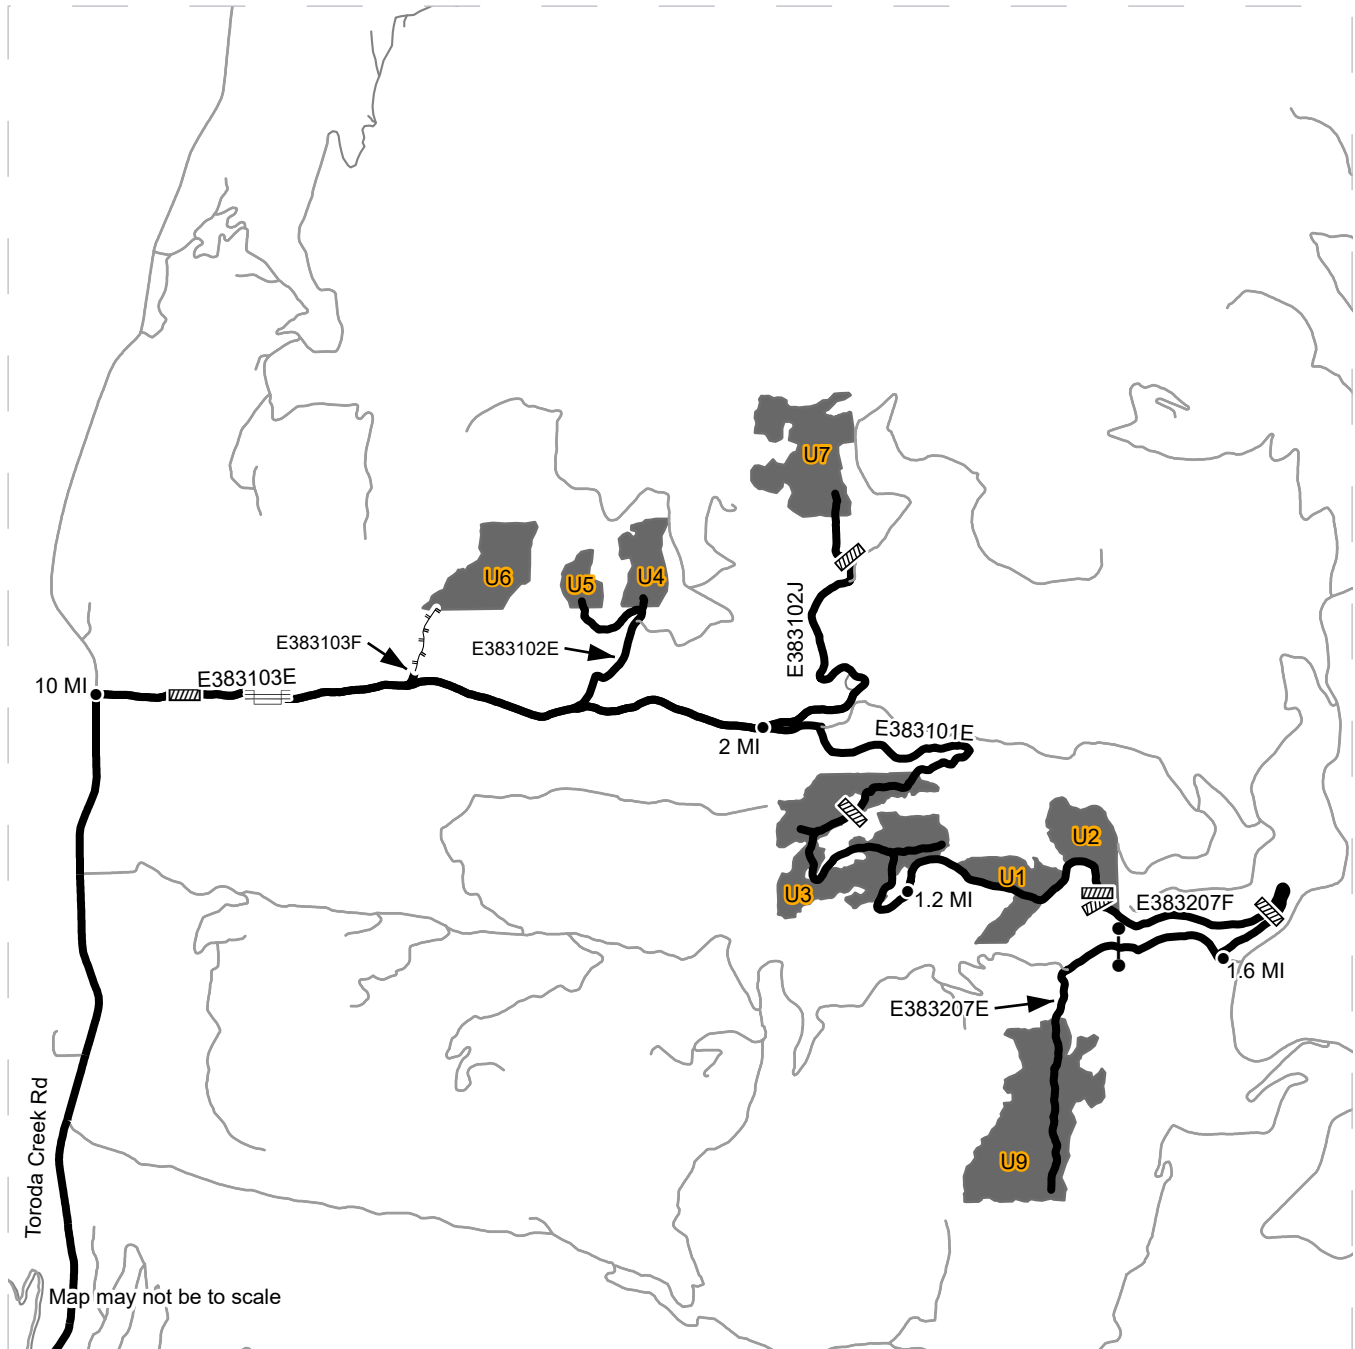 U7
U6
U5
U4
E383102J
E383103F
E383102E
E383103E
10 MI
E383101E
2 MI
U2
U1
U3
1.2 MI
E383207F
1.6 MI
E383207E
Toroda Creek Rd
U9
Map may not be to scale